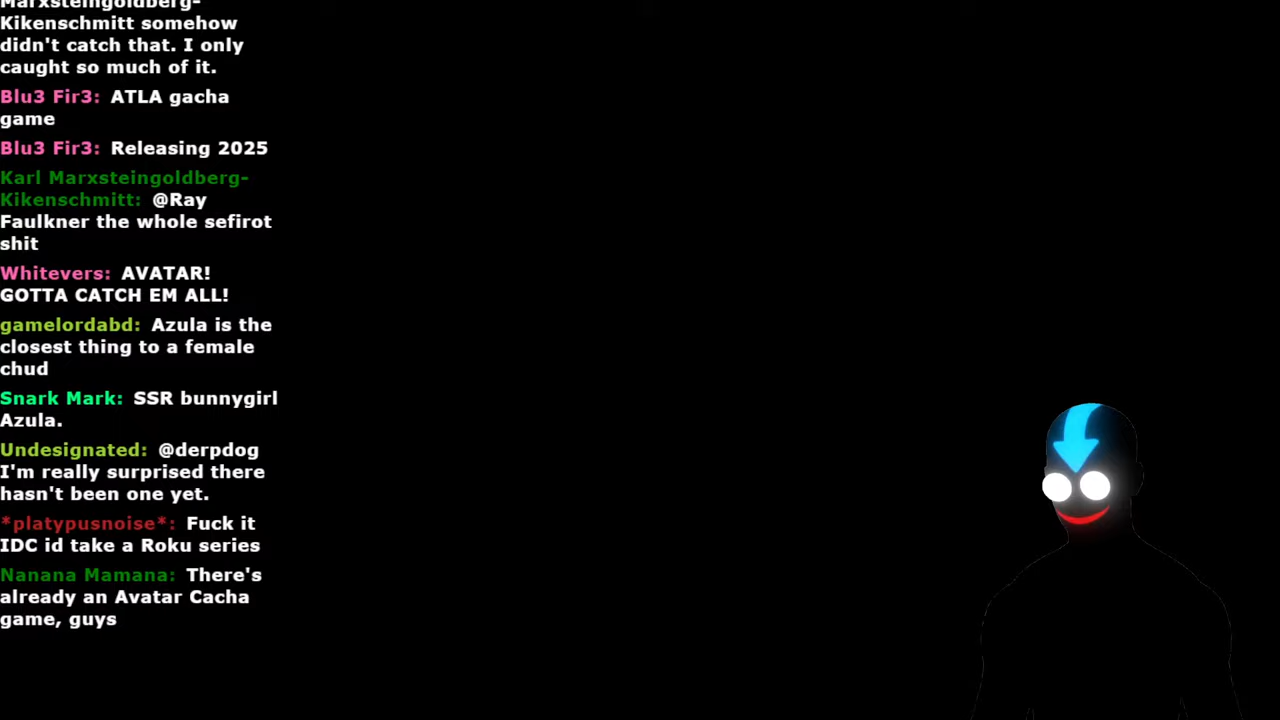 Marxsteingoldberg-
Kikenschmitt somehow
didn't catch that. I only
caught so much of it.
Blu3 Fir3: ATLA gacha
game
Blu3 Fir3: Releasing 2025
Karl Marxsteingoldberg-
Kikenschmitt: @Ray
Faulkner the whole sefirot
shit
Whitevers: AVATAR!
GOTTA CATCH EM ALL!
gamelordabd: Azula is the
closest thing to a female
chud
Snark Mark: SSR bunnygirl
Azula.
Undesignated: @derpdog
I'm really surprised there
hasn't been one yet.
*platypusnoise*: Fuck it
IDC id take a Roku series
Nanana Mamana: There's
already an Avatar Cacha
game, guys